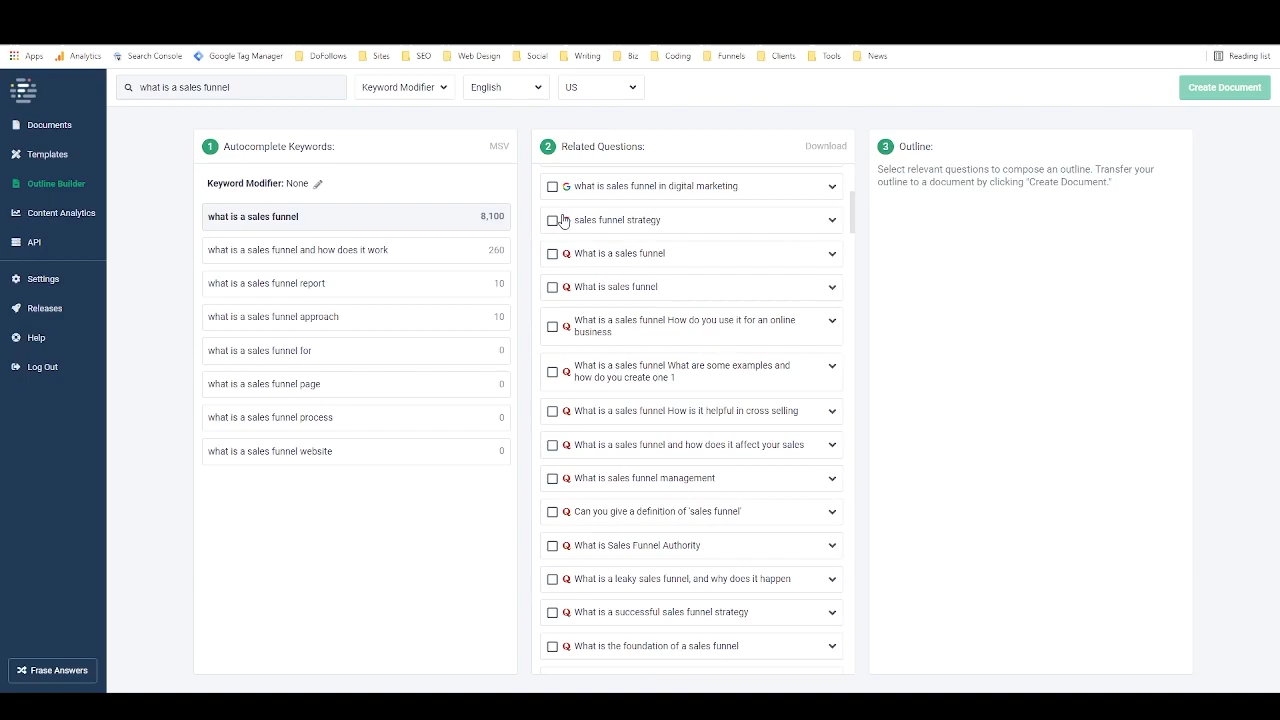 Apps Analytics Search Console Google Tag Manager DoFollows Sites SEO Web Design Social Writing Biz Coding Funnels Clients Tools News Reading list
what is a sales funnel Keyword Modifier English US Create Document
Documents
Templates
Outline Builder
Content Analytics
API
Settings
Releases
Help
Log Out
Frase Answers
1 Autocomplete Keywords: MSV
Keyword Modifier: None
what is a sales funnel 8,100
what is a sales funnel and how does it work 260
what is a sales funnel report 10
what is a sales funnel approach 10
what is a sales funnel for 0
what is a sales funnel page 0
what is a sales funnel process 0
what is a sales funnel website 0
2 Related Questions: Download
what is sales funnel in digital marketing
sales funnel strategy
What is a sales funnel
What is sales funnel
What is a sales funnel How do you use it for an online
business
What is a sales funnel What are some examples and
how do you create one 1
What is a sales funnel How is it helpful in cross selling
What is a sales funnel and how does it affect your sales
What is sales funnel management
Can you give a definition of 'sales funnel'
What is Sales Funnel Authority
What is a leaky sales funnel, and why does it happen
What is a successful sales funnel strategy
What is the foundation of a sales funnel
3 Outline:
Select relevant questions to compose an outline. Transfer your
outline to a document by clicking "Create Document."